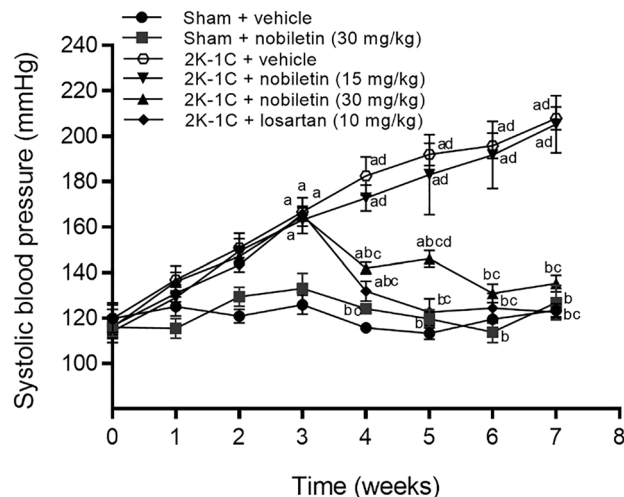 Sham + vehicle
Sham + nobiletin (30 mg/kg)
2K-1C + vehicle
2K-1C + nobiletin (15 mg/kg)
2K-1C + nobiletin (30 mg/kg)
2K-1C + losartan (10 mg/kg)
Systolic blood pressure (mmHg)
240
220
200
180
160
140
120
100
a
a
a
ad
ad
ad
ad
ad
ad
ad
ad
abc
abcd
bc
bc
abc
bc
bc
bc
b
b
b
bc
0 1 2 3 4 5 6 7 8
Time (weeks)